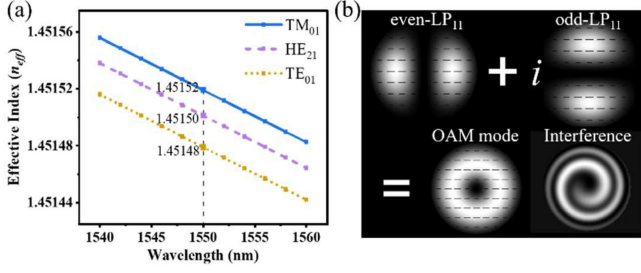 (a)
Effective Index (n_eff)
1.45156
1.45152
1.45148
1.45144
TM01
HE21
TE01
1.45152
1.45150
1.45148
1540 1545 1550 1555 1560
Wavelength (nm)
(b)
even-LP11 odd-LP11
+ i
OAM mode Interference
=